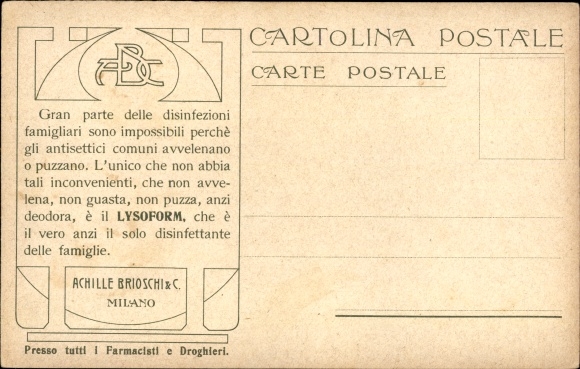 ABC
Gran parte delle disinfezioni
famigliari sono impossibili perchè
gli antisettici comuni avvelenano
o puzzano. L'unico che non abbia
tali inconvenienti, che non avve-
lena, non guasta, non puzza, anzi
deodora, è il LYSOFORM, che è
il vero anzi il solo disinfettante
delle famiglie.
ACHILLE BRIOSCHI & C.
MILANO
Presso tutti i Farmacisti e Droghieri.
CARTOLINA POSTALE
CARTE POSTALE